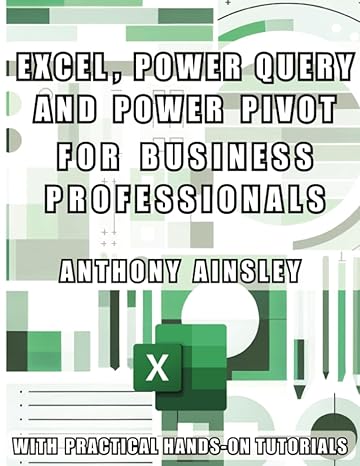 EXCEL, POWER QUERY
AND POWER PIVOT
FOR BUSINESS
PROFESSIONALS
ANTHONY AINSLEY
X
WITH PRACTICAL HANDS-ON TUTORIALS